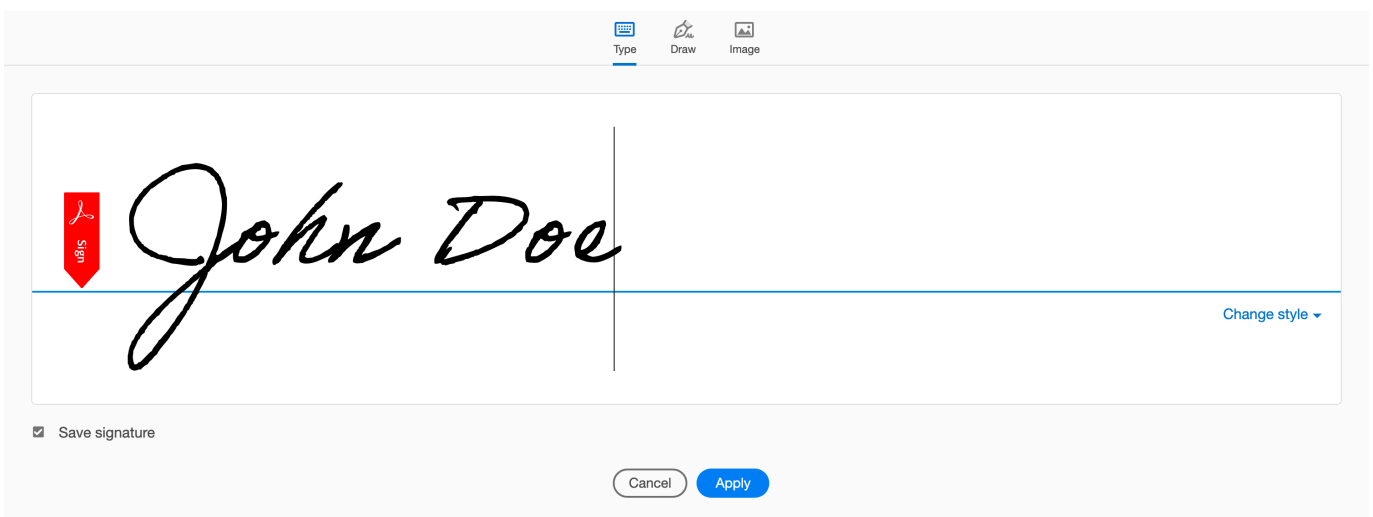 Type Draw Image
Sign
John Doe
Change style
Save signature
Cancel Apply